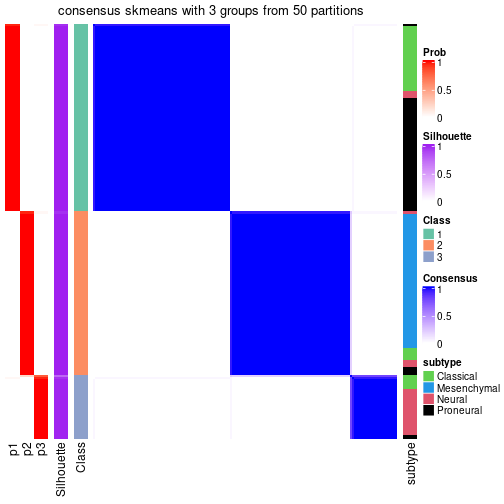 consensus skmeans with 3 groups from 50 partitions
Prob
1
0.5
0
Silhouette
1
0.5
0
Class
1
2
3
Consensus
1
0.5
0
subtype
Classical
Mesenchymal
Neural
Proneural
p1
p2
p3
Silhouette
Class
subtype